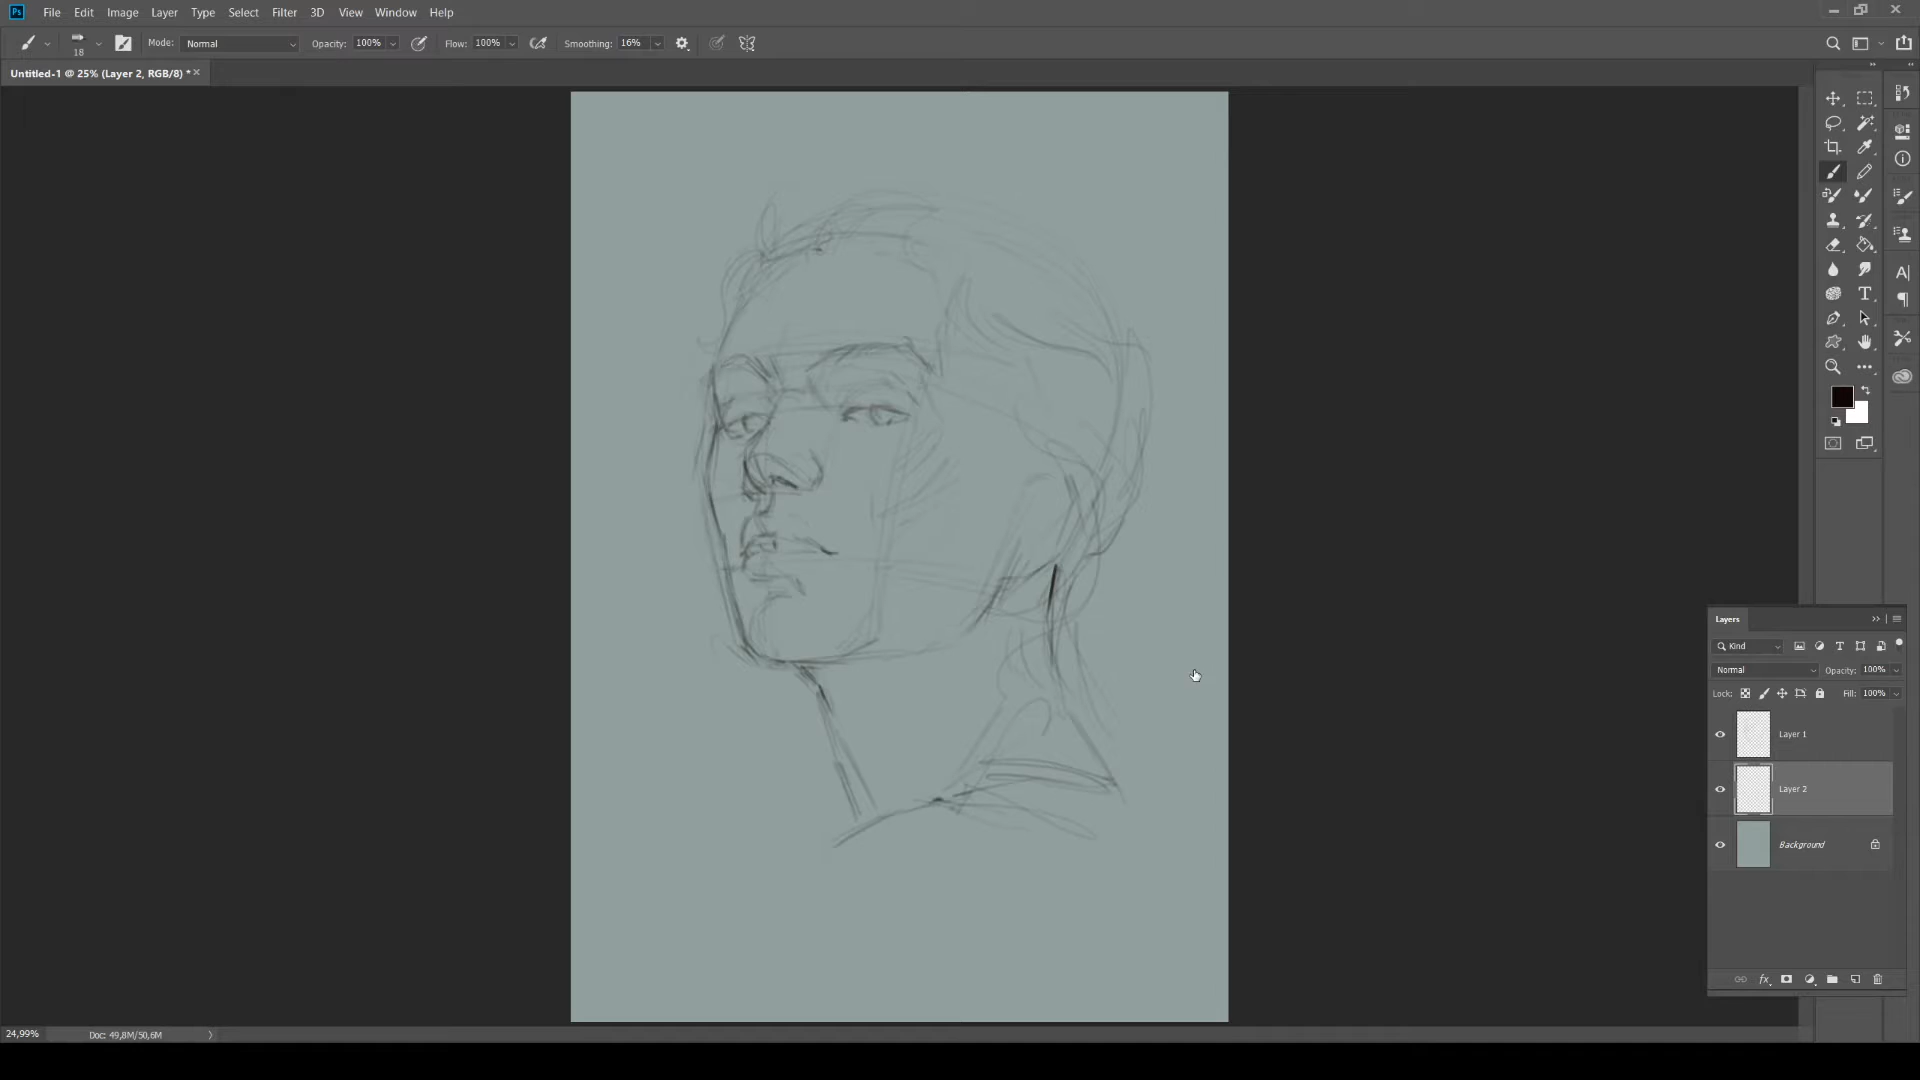 Ps File Edit Image Layer Type Select Filter 3D View Window Help
18 Mode: Normal Opacity: 100% Flow: 100% Smoothing: 16%
Untitled-1 @ 25% (Layer 2, RGB/8) *
Layers
Kind
Normal Opacity: 100%
Lock: Fill: 100%
Layer 1
Layer 2
Background
24,99% Doc: 49,8M/50,6M